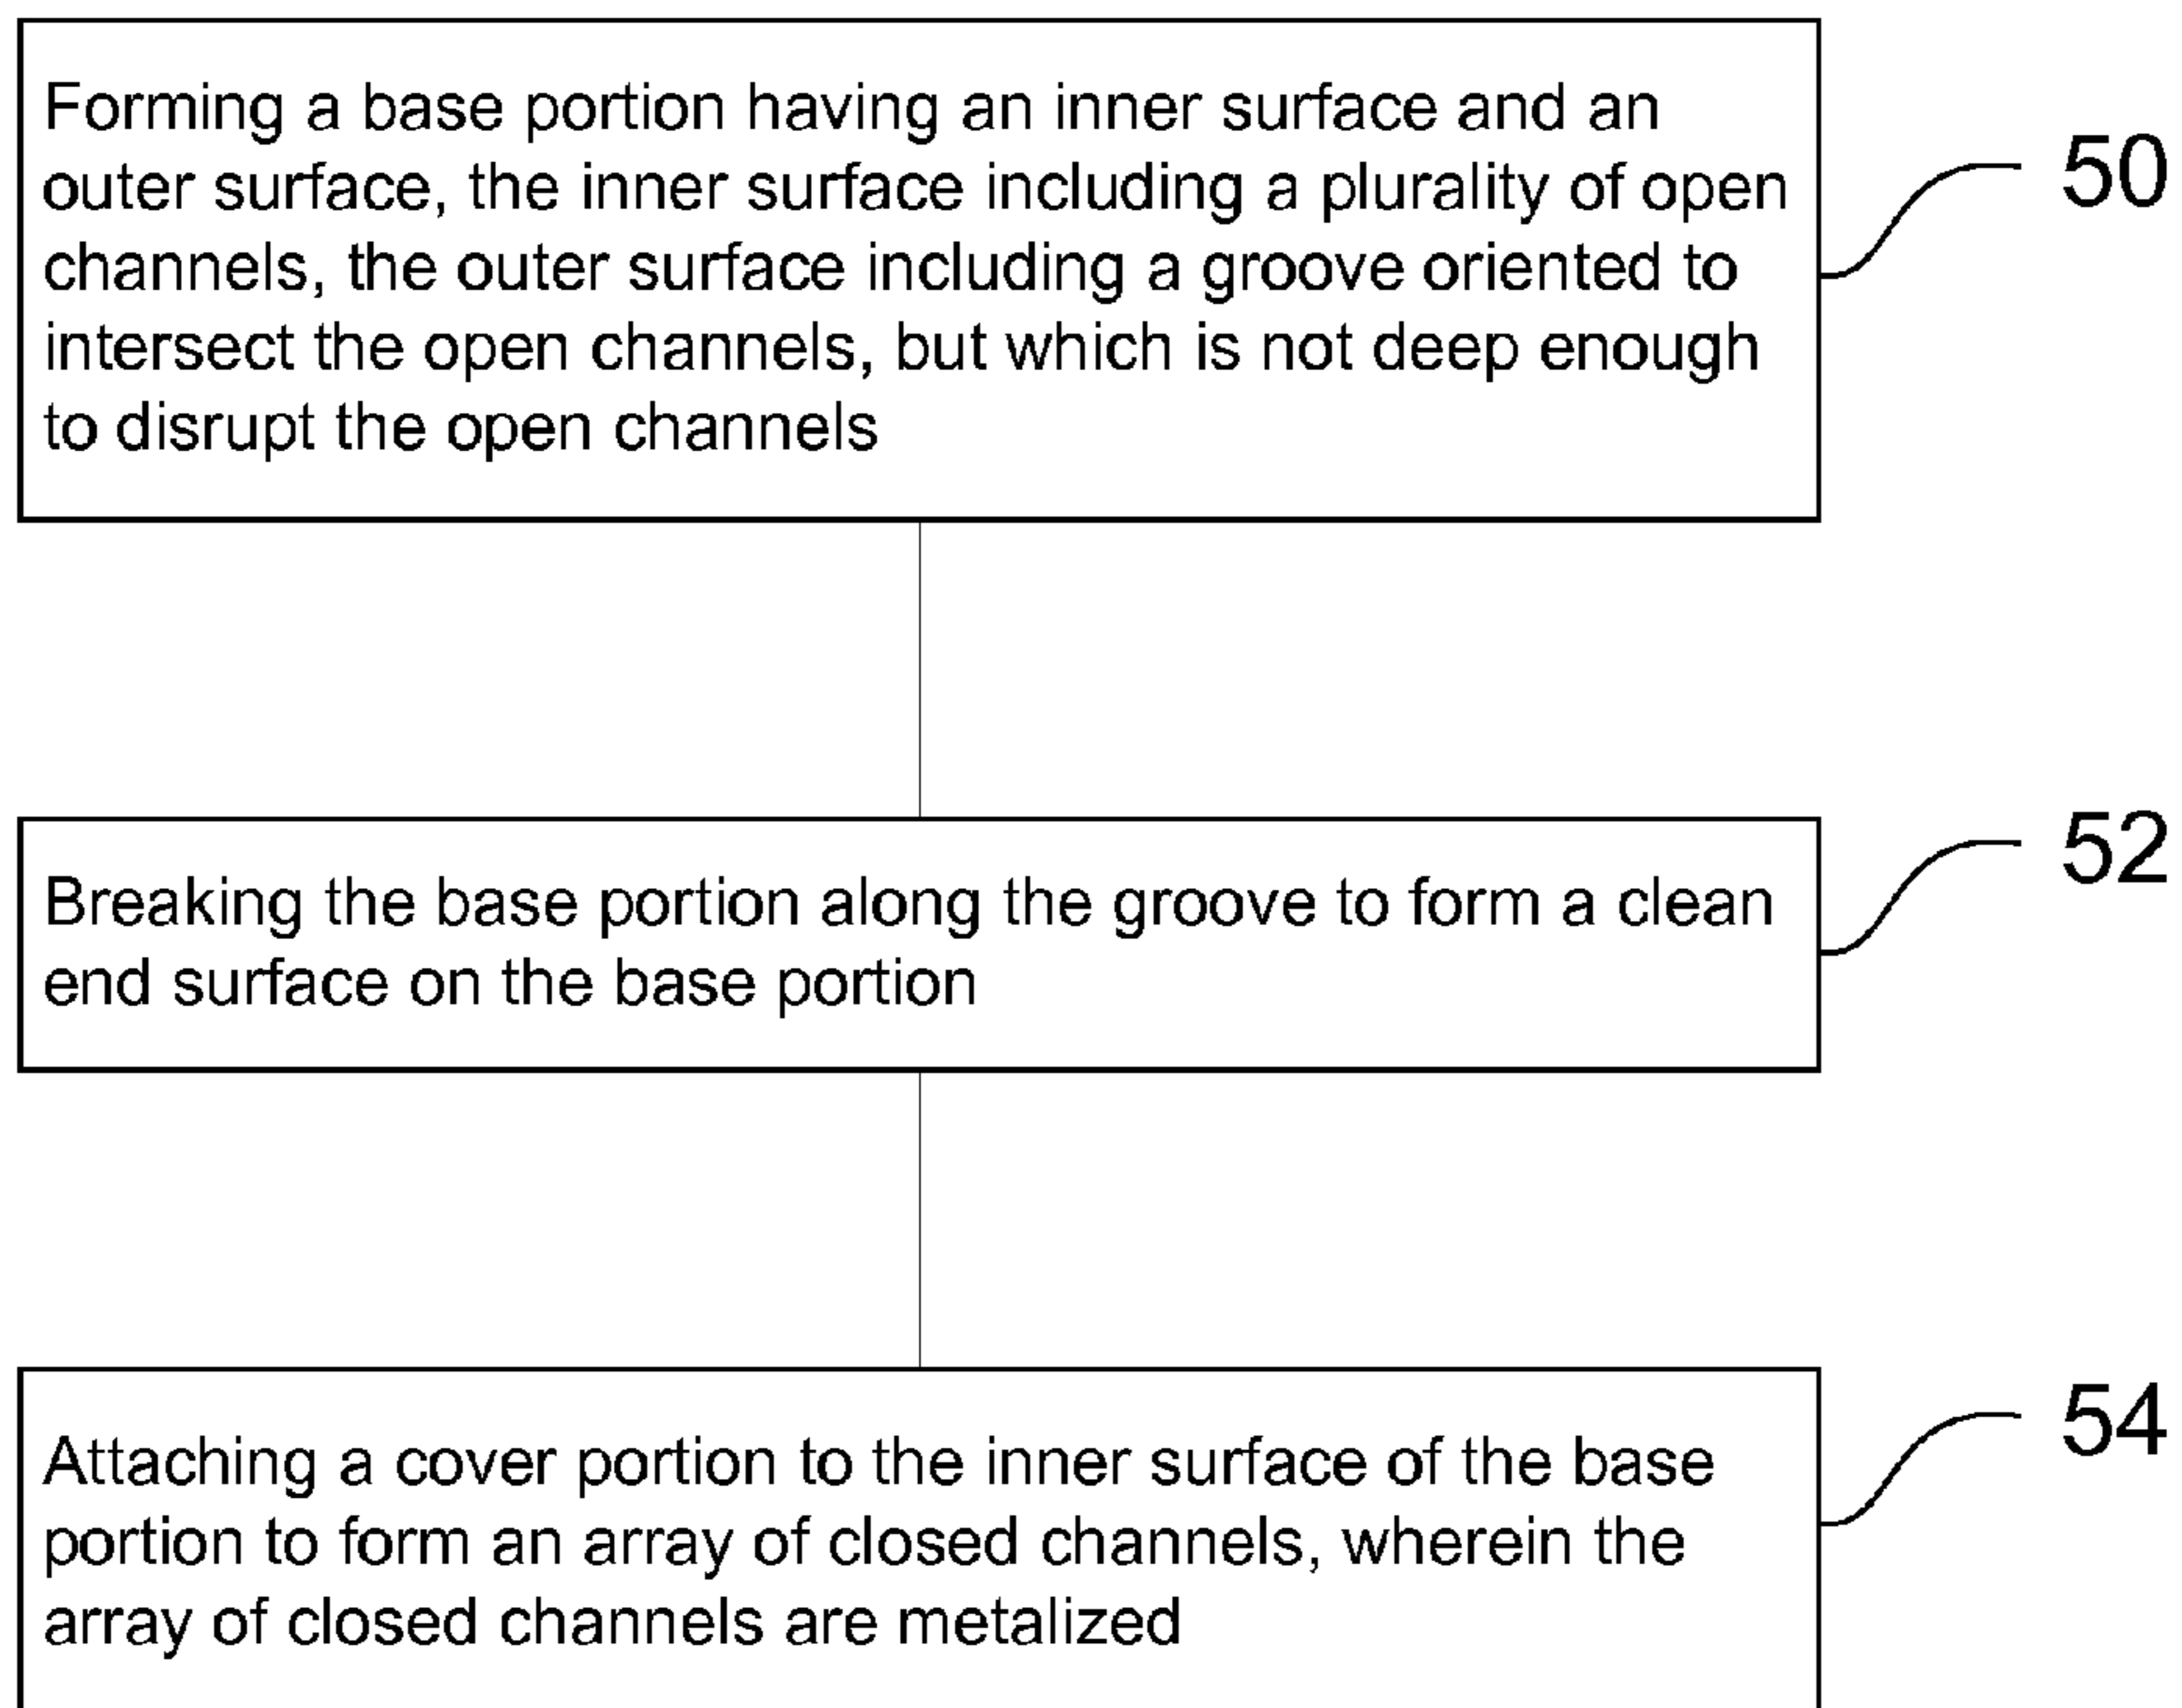 Forming a base portion having an inner surface and an
outer surface, the inner surface including a plurality of open
channels, the outer surface including a groove oriented to
intersect the open channels, but which is not deep enough
to disrupt the open channels
50
Breaking the base portion along the groove to form a clean
end surface on the base portion
52
Attaching a cover portion to the inner surface of the base
portion to form an array of closed channels, wherein the
array of closed channels are metalized
54